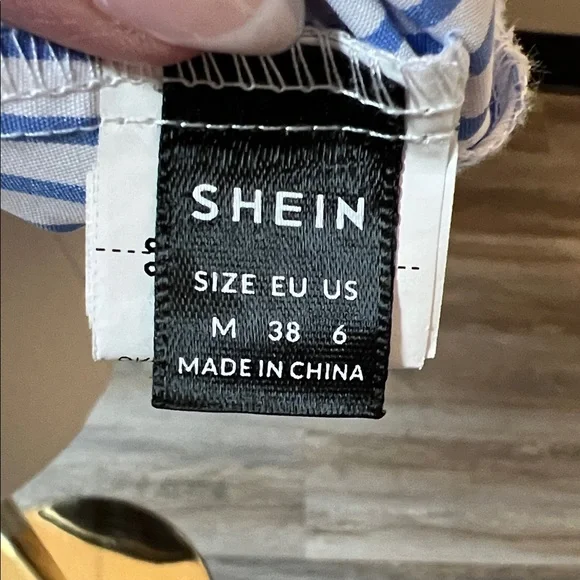 SHEIN
SIZE EU US
M 38 6
MADE IN CHINA